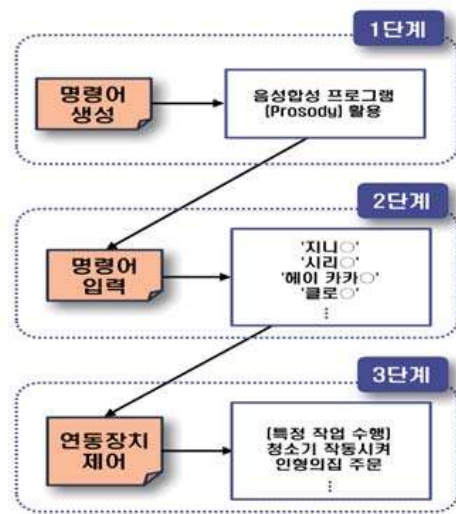 1단계
명령어
생성
음성합성 프로그램
(Prosody) 활용
2단계
명령어
입력
'지니○'
'시리○'
'헤이 카카○'
'클로○'
⋮
3단계
연동장치
제어
(특정 작업 수행)
청소기 작동시켜
인형의집 주문
⋮